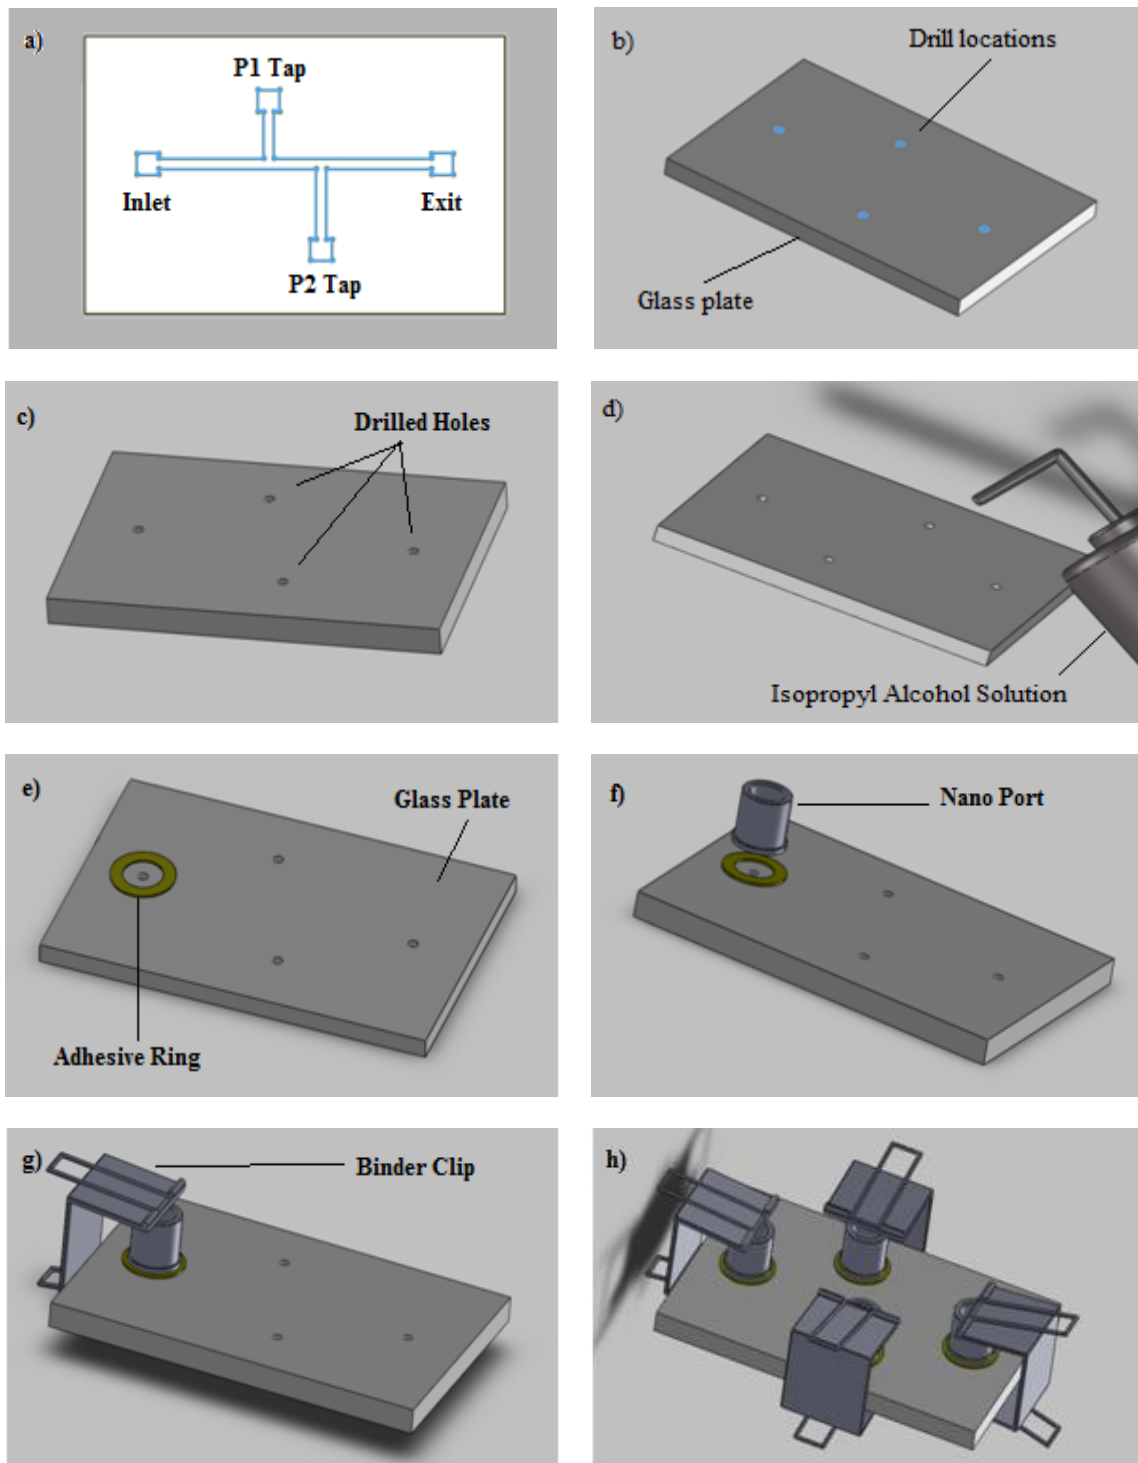 a)
P1 Tap
Inlet
Exit
P2 Tap
b)
Drill locations
Glass plate
c)
Drilled Holes
d)
Isopropyl Alcohol Solution
e)
Glass Plate
Adhesive Ring
f)
Nano Port
g)
Binder Clip
h)